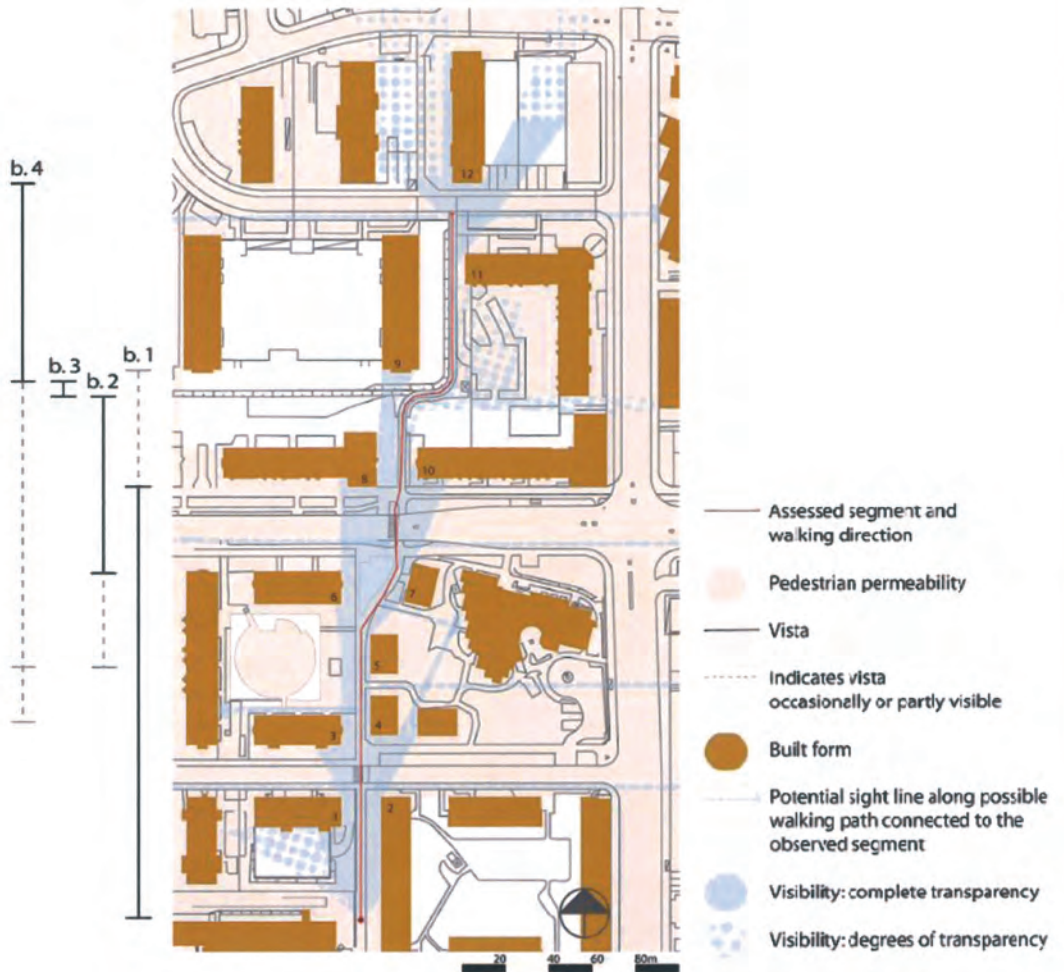 b.4
b.3
b.2
b.1
12
11
9
10
8
7
6
5
4
3
2
1
Assessed segment and
walking direction
Pedestrian permeability
Vista
Indicates vista
occasionally or partly visible
Built form
Potential sight line along possible
walking path connected to the
observed segment
Visibility: complete transparency
Visibility: degrees of transparency
20 40 60 80m